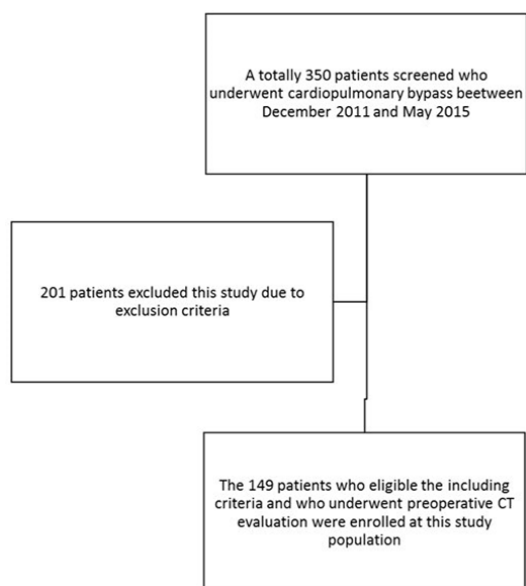 A totally 350 patients screened who
underwent cardiopulmonary bypass beetween
December 2011 and May 2015
201 patients excluded this study due to
exclusion criteria
The 149 patients who eligible the including
criteria and who underwent preoperative CT
evaluation were enrolled at this study
population